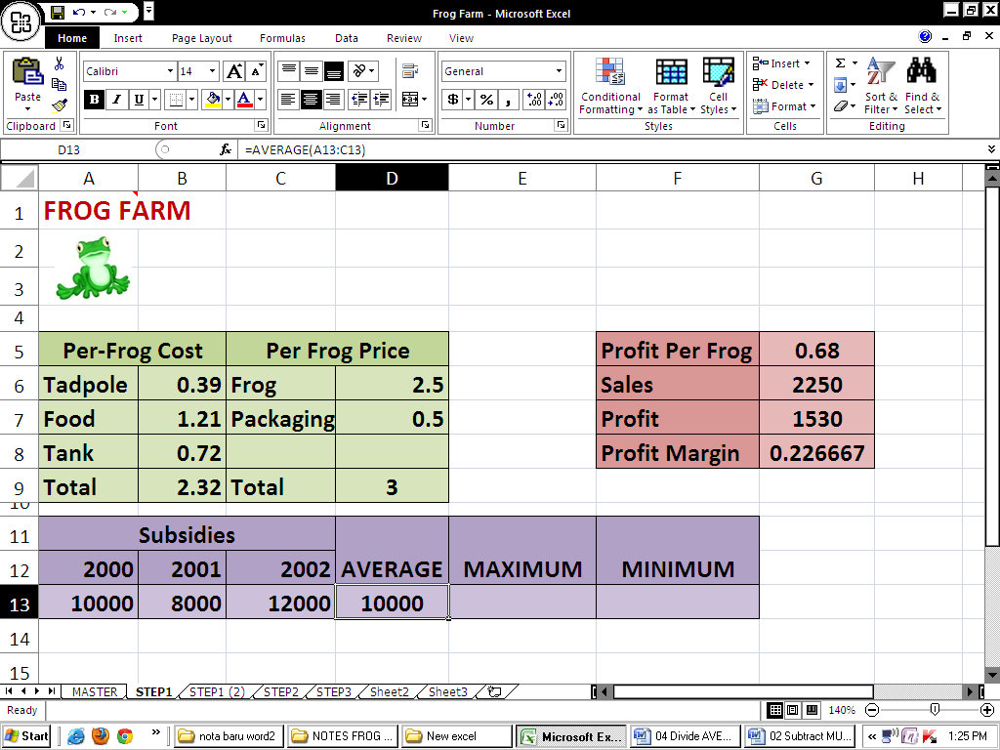 Frog Farm - Microsoft Excel
Home Insert Page Layout Formulas Data Review View
Paste
Calibri 14
B I U
General
$ % ,
Conditional Formatting
Format as Table
Cell Styles
Insert
Delete
Format
Σ
Sort & Filter
Find & Select
Clipboard Font Alignment Number Styles Cells Editing
D13 fx =AVERAGE(A13:C13)
A B C D E F G H
1 FROG FARM
2
3
4
5 Per-Frog Cost Per Frog Price Profit Per Frog 0.68
6 Tadpole 0.39 Frog 2.5 Sales 2250
7 Food 1.21 Packaging 0.5 Profit 1530
8 Tank 0.72 Profit Margin 0.226667
9 Total 2.32 Total 3
10
11 Subsidies
12 2000 2001 2002 AVERAGE MAXIMUM MINIMUM
13 10000 8000 12000 10000
14
15
MASTER STEP1 STEP1 (2) STEP2 STEP3 Sheet2 Sheet3
Ready 140%
Start » nota baru word2 NOTES FROG ... New excel Microsoft Ex... 04 Divide AVE... 02 Subtract MU... « 1:25 PM